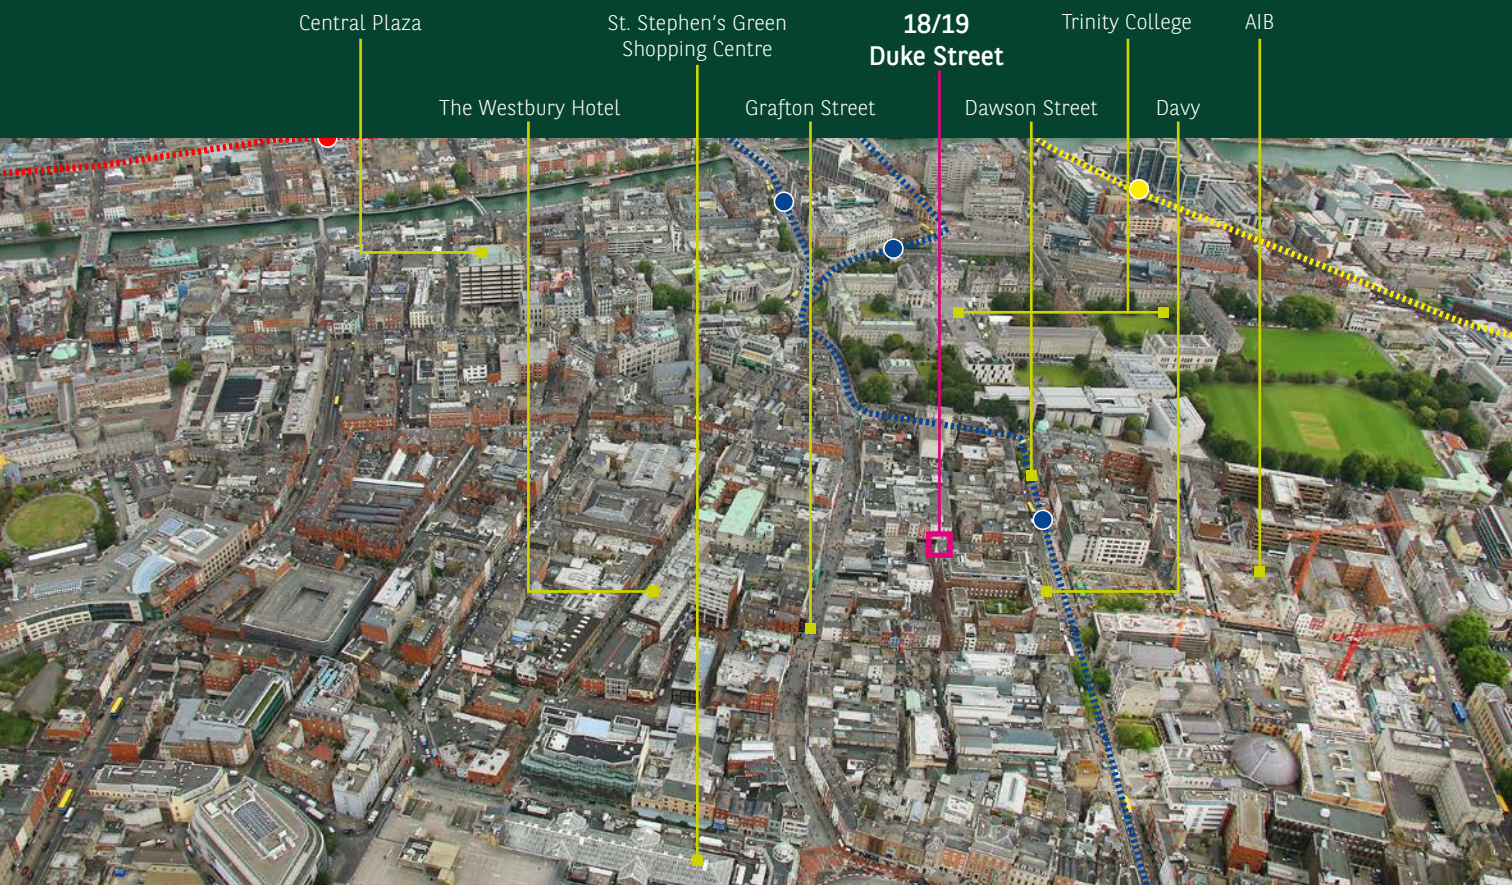 Central Plaza
St. Stephen's Green
Shopping Centre
18/19
Duke Street
Trinity College
AIB
The Westbury Hotel
Grafton Street
Dawson Street
Davy